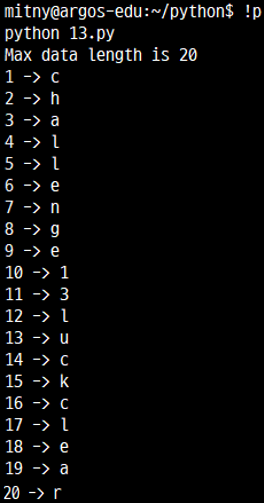 mitny@argos-edu:~/python$ !p
python 13.py
Max data length is 20
1 -> c
2 -> h
3 -> a
4 -> l
5 -> l
6 -> e
7 -> n
8 -> g
9 -> e
10 -> 1
11 -> 3
12 -> l
13 -> u
14 -> c
15 -> k
16 -> c
17 -> l
18 -> e
19 -> a
20 -> r